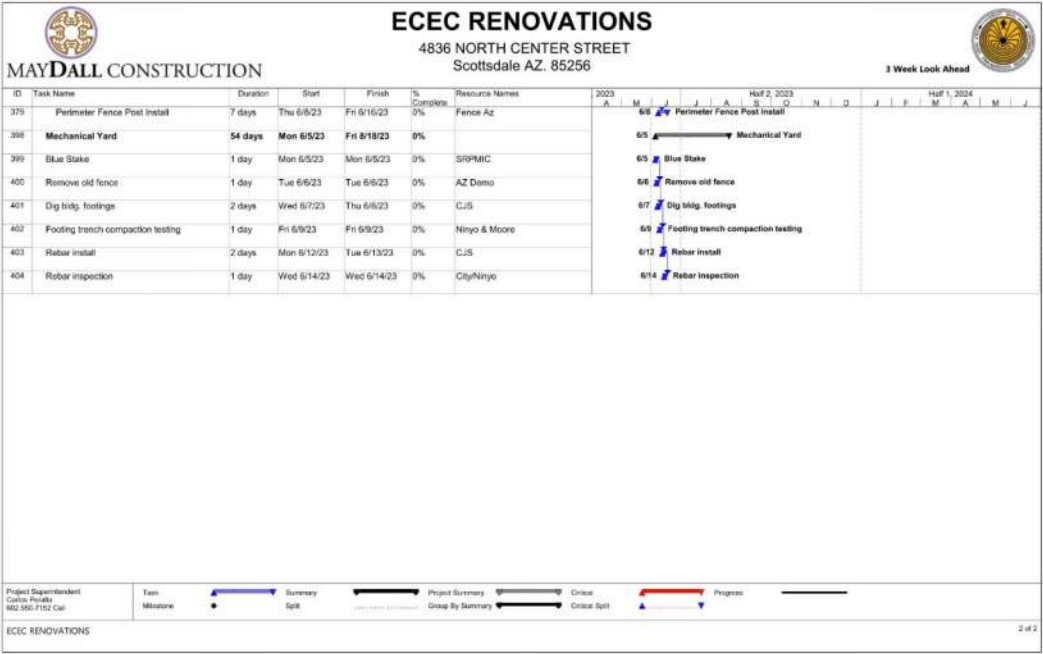 ECEC RENOVATIONS
4836 NORTH CENTER STREET
Scottsdale AZ. 85256
MAYDALL CONSTRUCTION
3 Week Look Ahead
ID Task Name Duration Start Finish % Complete Resource Names 2023 Half 2, 2023 Half 1, 2024
A M J J A S O N D J F M A M J
375 Perimeter Fence Post Install 7 days Thu 6/8/23 Fri 6/16/23 0% Fence Az 6/8 Perimeter Fence Post Install
398 Mechanical Yard 54 days Mon 6/5/23 Fri 8/18/23 0% 6/5 Mechanical Yard
399 Blue Stake 1 day Mon 6/5/23 Mon 6/5/23 0% SRPMIC 6/5 Blue Stake
400 Remove old fence 1 day Tue 6/6/23 Tue 6/6/23 0% AZ Demo 6/6 Remove old fence
401 Dig bldg. footings 2 days Wed 6/7/23 Thu 6/8/23 0% CJS 6/7 Dig bldg. footings
402 Footing trench compaction testing 1 day Fri 6/9/23 Fri 6/9/23 0% Ninyo & Moore 6/9 Footing trench compaction testing
403 Rebar install 2 days Mon 6/12/23 Tue 6/13/23 0% CJS 6/12 Rebar install
404 Rebar inspection 1 day Wed 6/14/23 Wed 6/14/23 0% City/Ninyo 6/14 Rebar Inspection
Project Superintendent
Carlos Peralta
602-560-7152 Cell
Task Summary Project Summary Critical Progress
Milestone Split Group By Summary Critical Split
ECEC RENOVATIONS
2 of 2